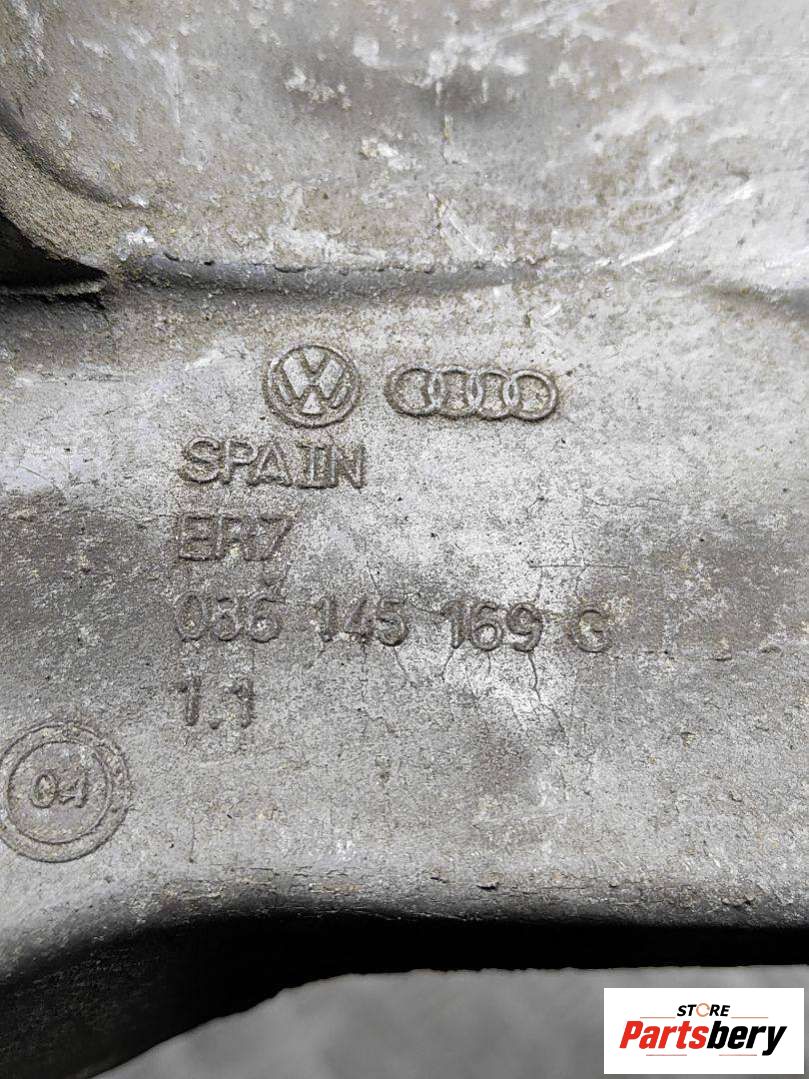 SPAIN
ER7
036 145 169 G
1.1
04
STORE
Partsbery